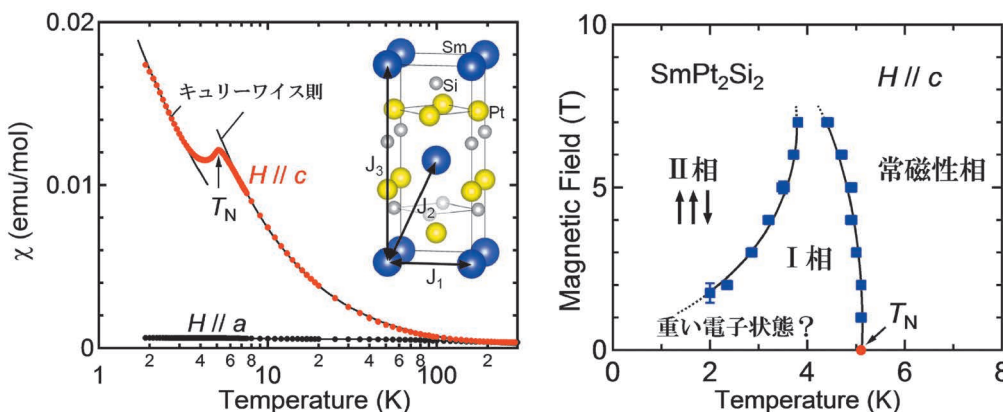 0.02
0.01
0
χ (emu/mol)
キュリーワイス則
H // c
T_N
H // a
Sm
Si
Pt
J₃
J₂
J₁
2 4 6 8 10 2 4 6 8 100 2
Temperature (K)
SmPt₂Si₂
H // c
10
5
0
Magnetic Field (T)
II相
↑↑↓
I 相
常磁性相
重い電子状態？
T_N
0 2 4 6 8
Temperature (K)